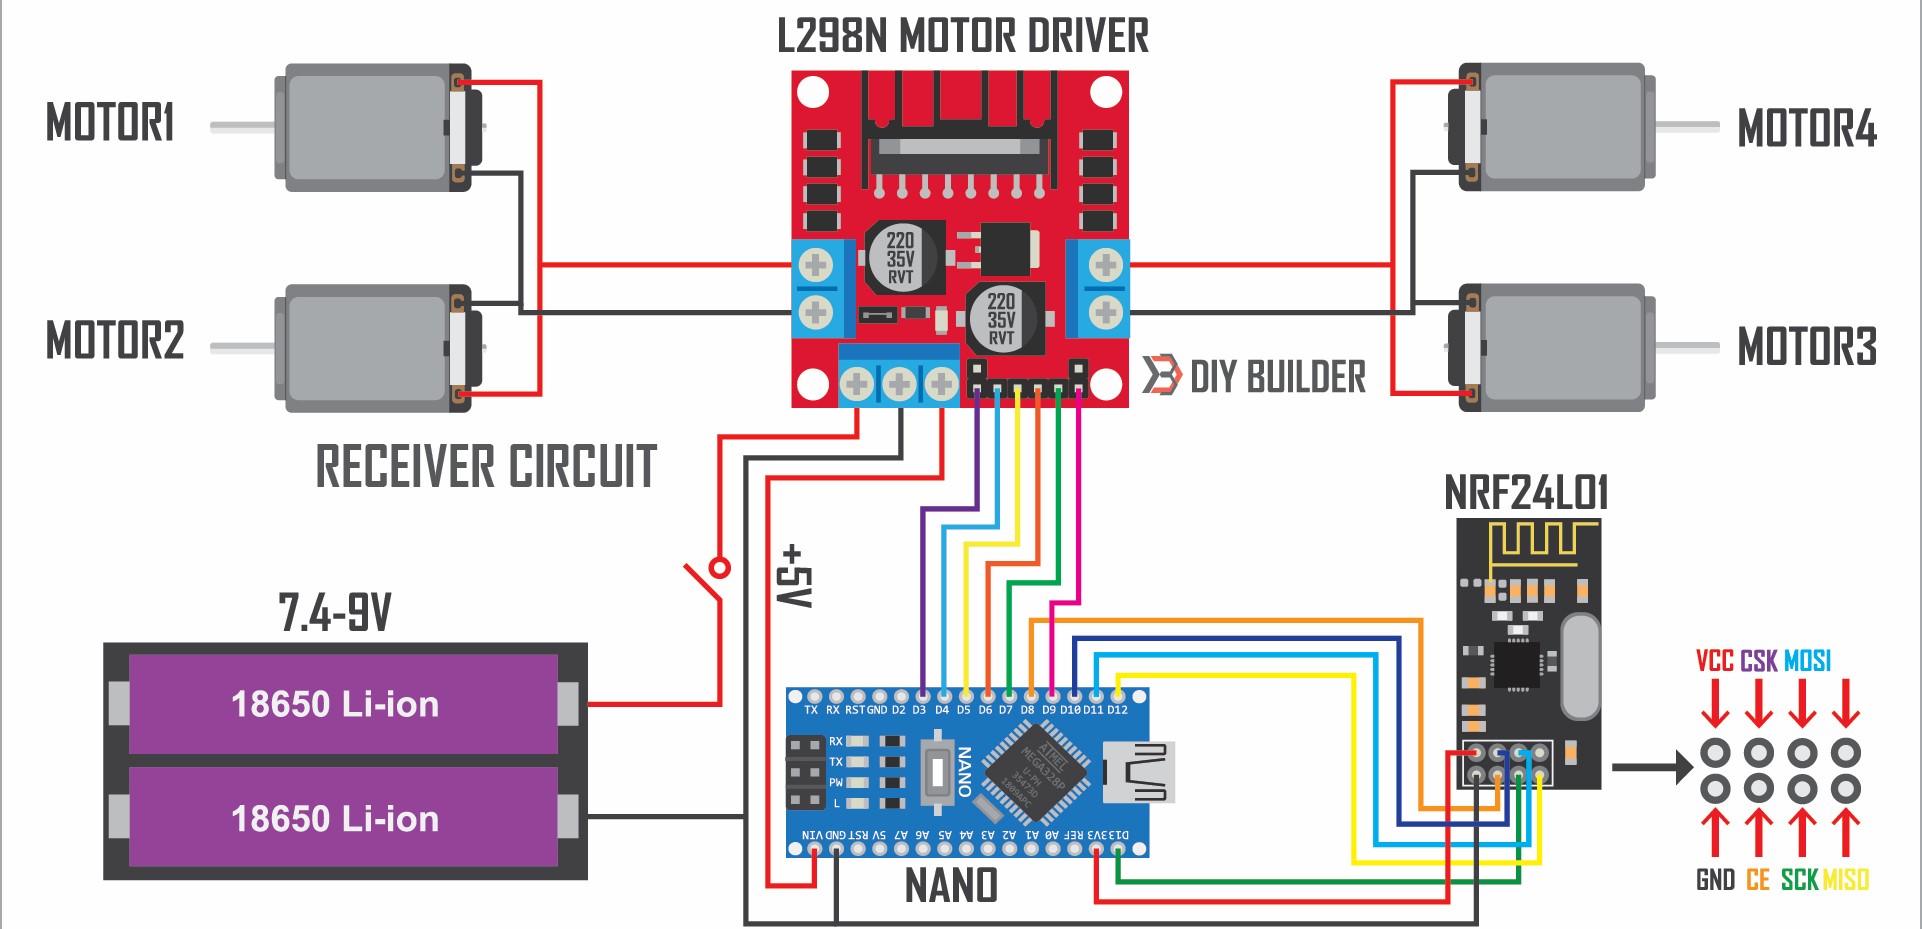 L298N MOTOR DRIVER
MOTOR1
MOTOR4
220
35V
RVT
220
35V
RVT
MOTOR2
MOTOR3
DIY BUILDER
RECEIVER CIRCUIT
NRF24L01
+5V
7.4-9V
18650 Li-ion
18650 Li-ion
VCC CSK MOSI
GND CE SCK MISO
TX RX RST GND D2 D3 D4 D5 D6 D7 D8 D9 D10 D11 D12
RX
TX
PW
L
NANO
ATMEL
MEGA328P
U-PH
35473D
1809APC
VIN GND RST 5V A7 A6 A5 A4 A3 A2 A1 A0 REF 3V3 D13
NANO